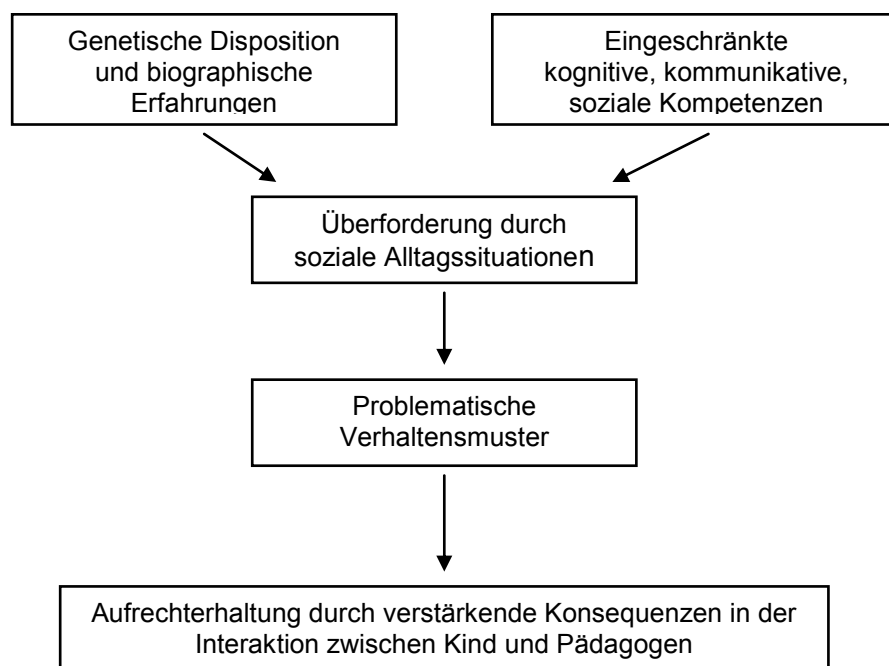 Genetische Disposition
und biographische
Erfahrungen
Eingeschränkte
kognitive, kommunikative,
soziale Kompetenzen
Überforderung durch
soziale Alltagssituationen
Problematische
Verhaltensmuster
Aufrechterhaltung durch verstärkende Konsequenzen in der
Interaktion zwischen Kind und Pädagogen